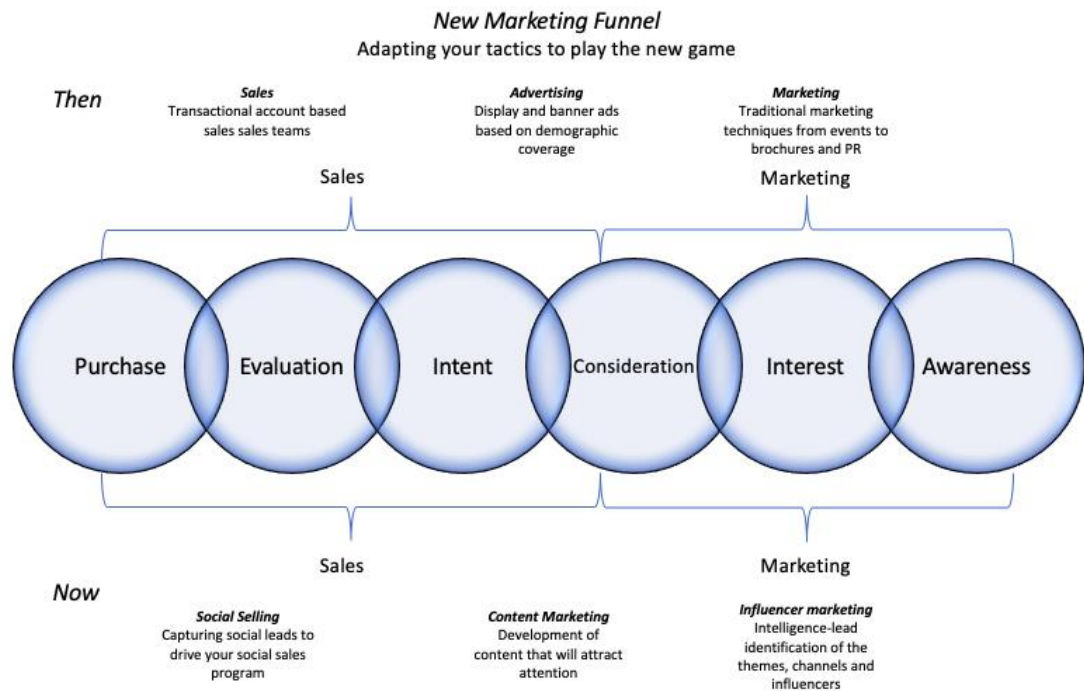 New Marketing Funnel
Adapting your tactics to play the new game
Then
Sales
Transactional account based
sales sales teams
Advertising
Display and banner ads
based on demographic
coverage
Marketing
Traditional marketing
techniques from events to
brochures and PR
Sales
Marketing
Purchase
Evaluation
Intent
Consideration
Interest
Awareness
Sales
Marketing
Now
Social Selling
Capturing social leads to
drive your social sales
program
Content Marketing
Development of
content that will attract
attention
Influencer marketing
Intelligence-lead
identification of the
themes, channels and
influencers